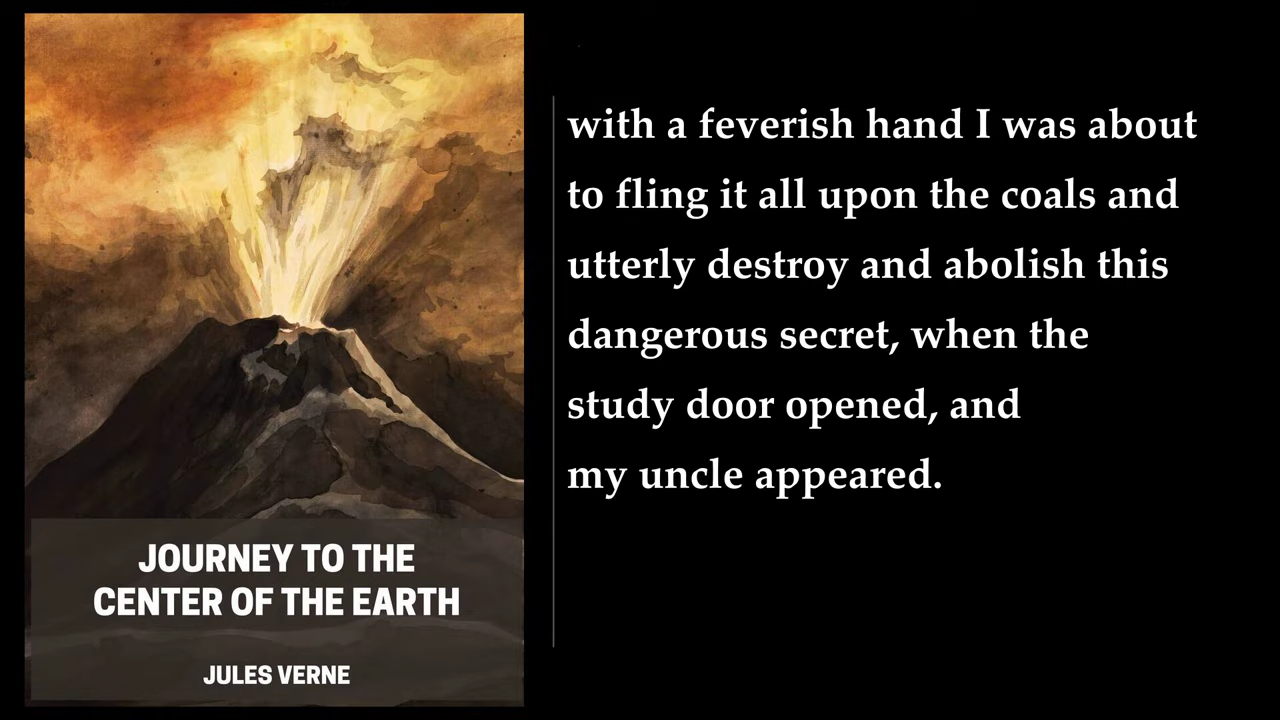 with a feverish hand I was about
to fling it all upon the coals and
utterly destroy and abolish this
dangerous secret, when the
study door opened, and
my uncle appeared.
JOURNEY TO THE
CENTER OF THE EARTH
JULES VERNE